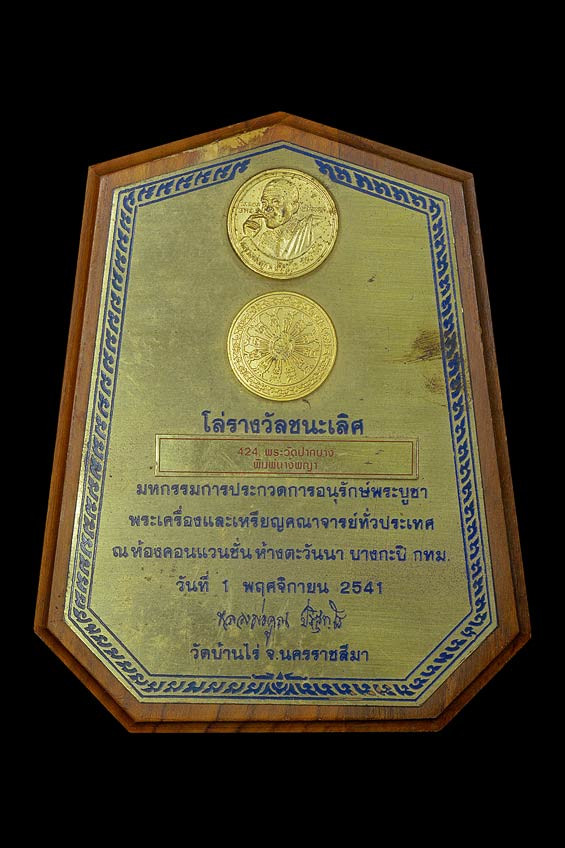 โล่รางวัลชนะเลิศ
424. พระวัดปากบาง
พิมพ์นางพญา
มหกรรมการประกวดการอนุรักษ์พระบูชา
พระเครื่องและเหรียญคณาจารย์ทั่วประเทศ
ณ ห้องคอนแวนชั่น ห้างตะวันนา บางกะปิ กทม.
วันที่ 1 พฤศจิกายน 2541
วัดบ้านไร่ จ.นครราชสีมา